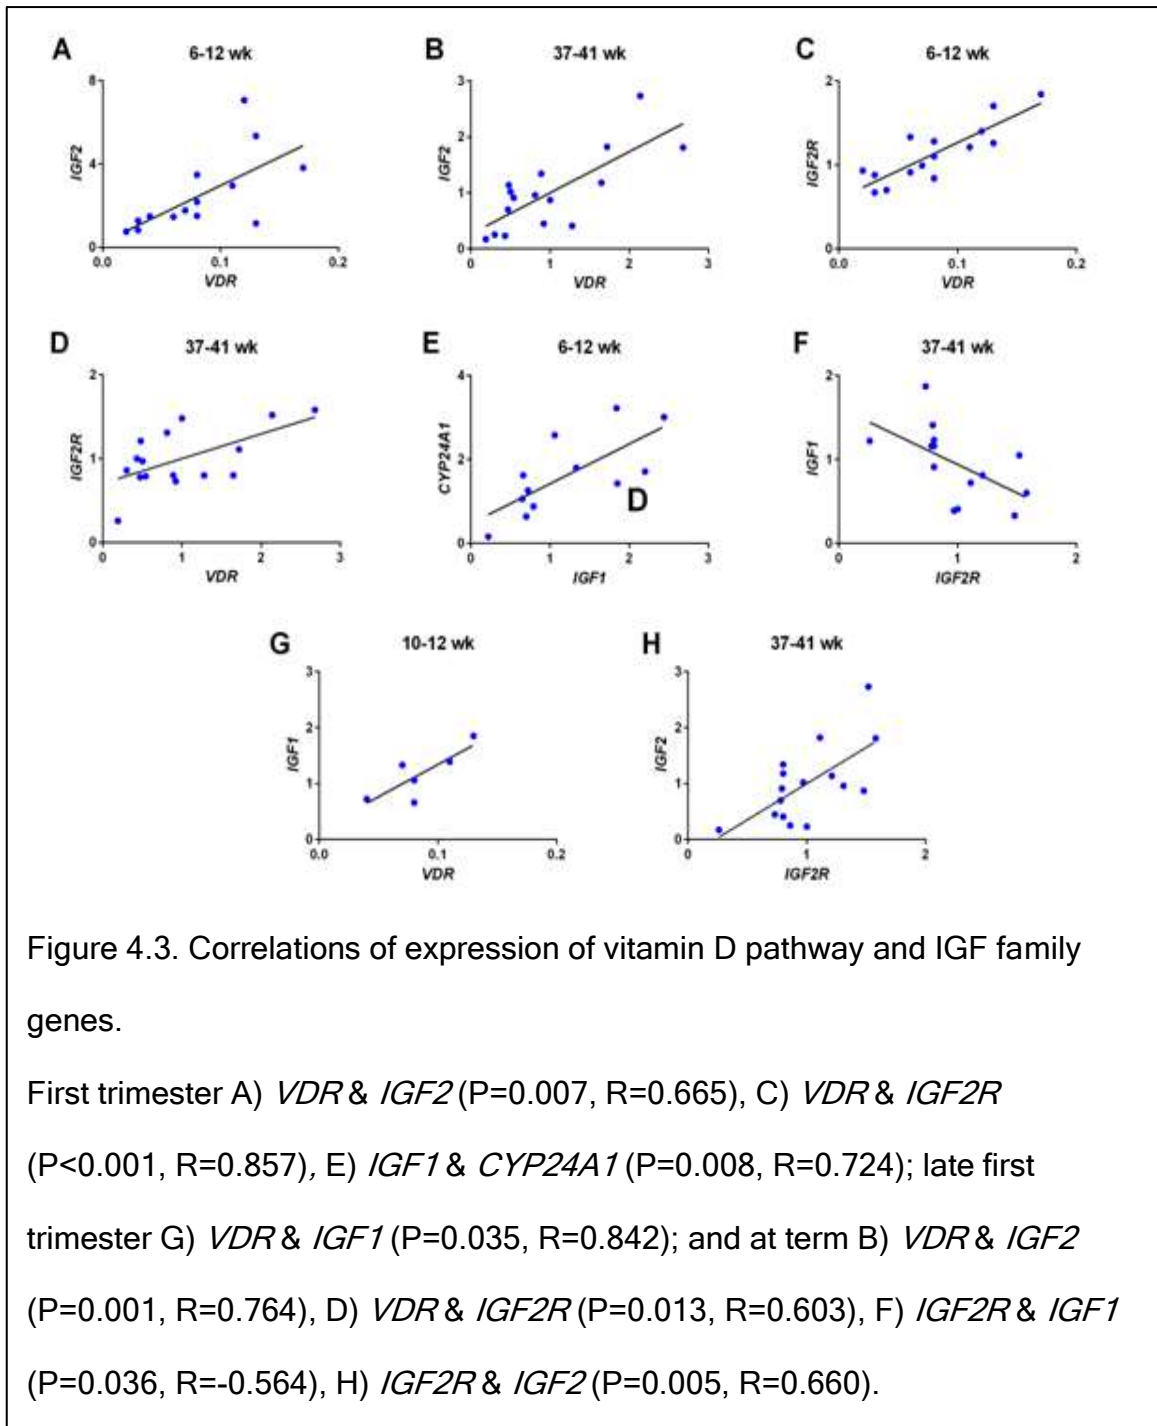 A 6-12 wk
8
4
0
IGF2
0.0 0.1 0.2
VDR
B 37-41 wk
3
2
1
0
IGF2
0 1 2 3
VDR
C 6-12 wk
2
1
0
IGF2R
0.0 0.1 0.2
VDR
D 37-41 wk
2
1
0
IGF2R
0 1 2 3
VDR
E 6-12 wk
4
2
0
CYP24A1
D
0 1 2 3
IGF1
F 37-41 wk
2
1
0
IGF1
0 1 2
IGF2R
G 10-12 wk
3
2
1
0
IGF1
0.0 0.1 0.2
VDR
H 37-41 wk
3
2
1
0
IGF2
0 1 2
IGF2R
Figure 4.3. Correlations of expression of vitamin D pathway and IGF family
genes.
First trimester A) VDR & IGF2 (P=0.007, R=0.665), C) VDR & IGF2R
(P<0.001, R=0.857), E) IGF1 & CYP24A1 (P=0.008, R=0.724); late first
trimester G) VDR & IGF1 (P=0.035, R=0.842); and at term B) VDR & IGF2
(P=0.001, R=0.764), D) VDR & IGF2R (P=0.013, R=0.603), F) IGF2R & IGF1
(P=0.036, R=-0.564), H) IGF2R & IGF2 (P=0.005, R=0.660).